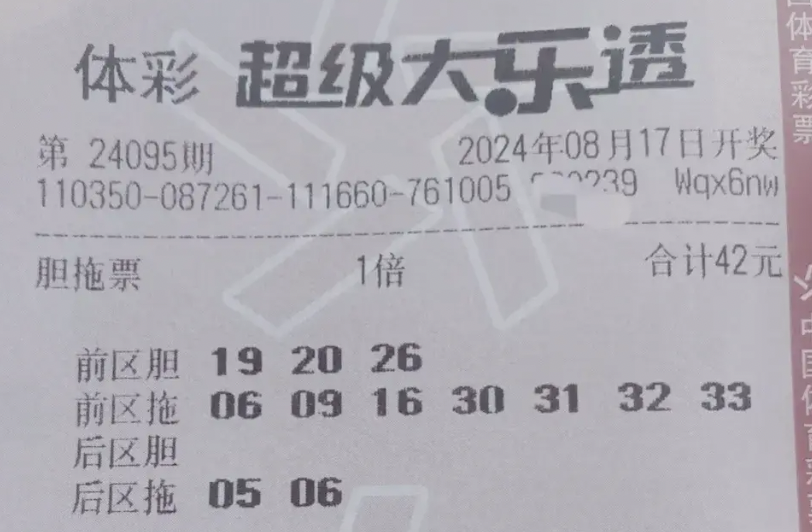 体彩 超级大乐透
第 24095期 2024年08月17日开奖
110350-087261-111660-761005 239 Wqx6nw
胆拖票 1倍 合计42元
前区胆 19 20 26
前区拖 06 09 16 30 31 32 33
后区胆
后区拖 05 06
国体育彩票
中国体育彩